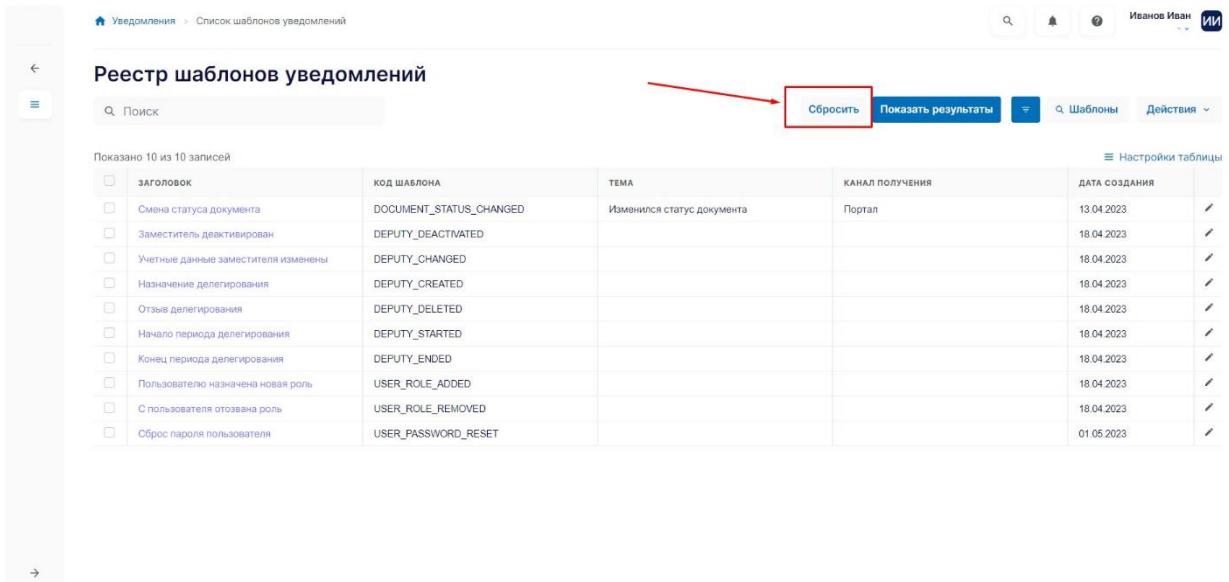 Уведомления > Список шаблонов уведомлений
Иванов Иван
ИИ
Реестр шаблонов уведомлений
Поиск
Сбросить Показать результаты Шаблоны Действия
Показано 10 из 10 записей
Настройки таблицы
ЗАГОЛОВОК КОД ШАБЛОНА ТЕМА КАНАЛ ПОЛУЧЕНИЯ ДАТА СОЗДАНИЯ
Смена статуса документа DOCUMENT_STATUS_CHANGED Изменился статус документа Портал 13.04.2023
Заместитель деактивирован DEPUTY_DEACTIVATED 18.04.2023
Учетные данные заместителя изменены DEPUTY_CHANGED 18.04.2023
Назначение делегирования DEPUTY_CREATED 18.04.2023
Отзыв делегирования DEPUTY_DELETED 18.04.2023
Начало периода делегирования DEPUTY_STARTED 18.04.2023
Конец периода делегирования DEPUTY_ENDED 18.04.2023
Пользователю назначена новая роль USER_ROLE_ADDED 18.04.2023
С пользователя отозвана роль USER_ROLE_REMOVED 18.04.2023
Сброс пароля пользователя USER_PASSWORD_RESET 01.05.2023